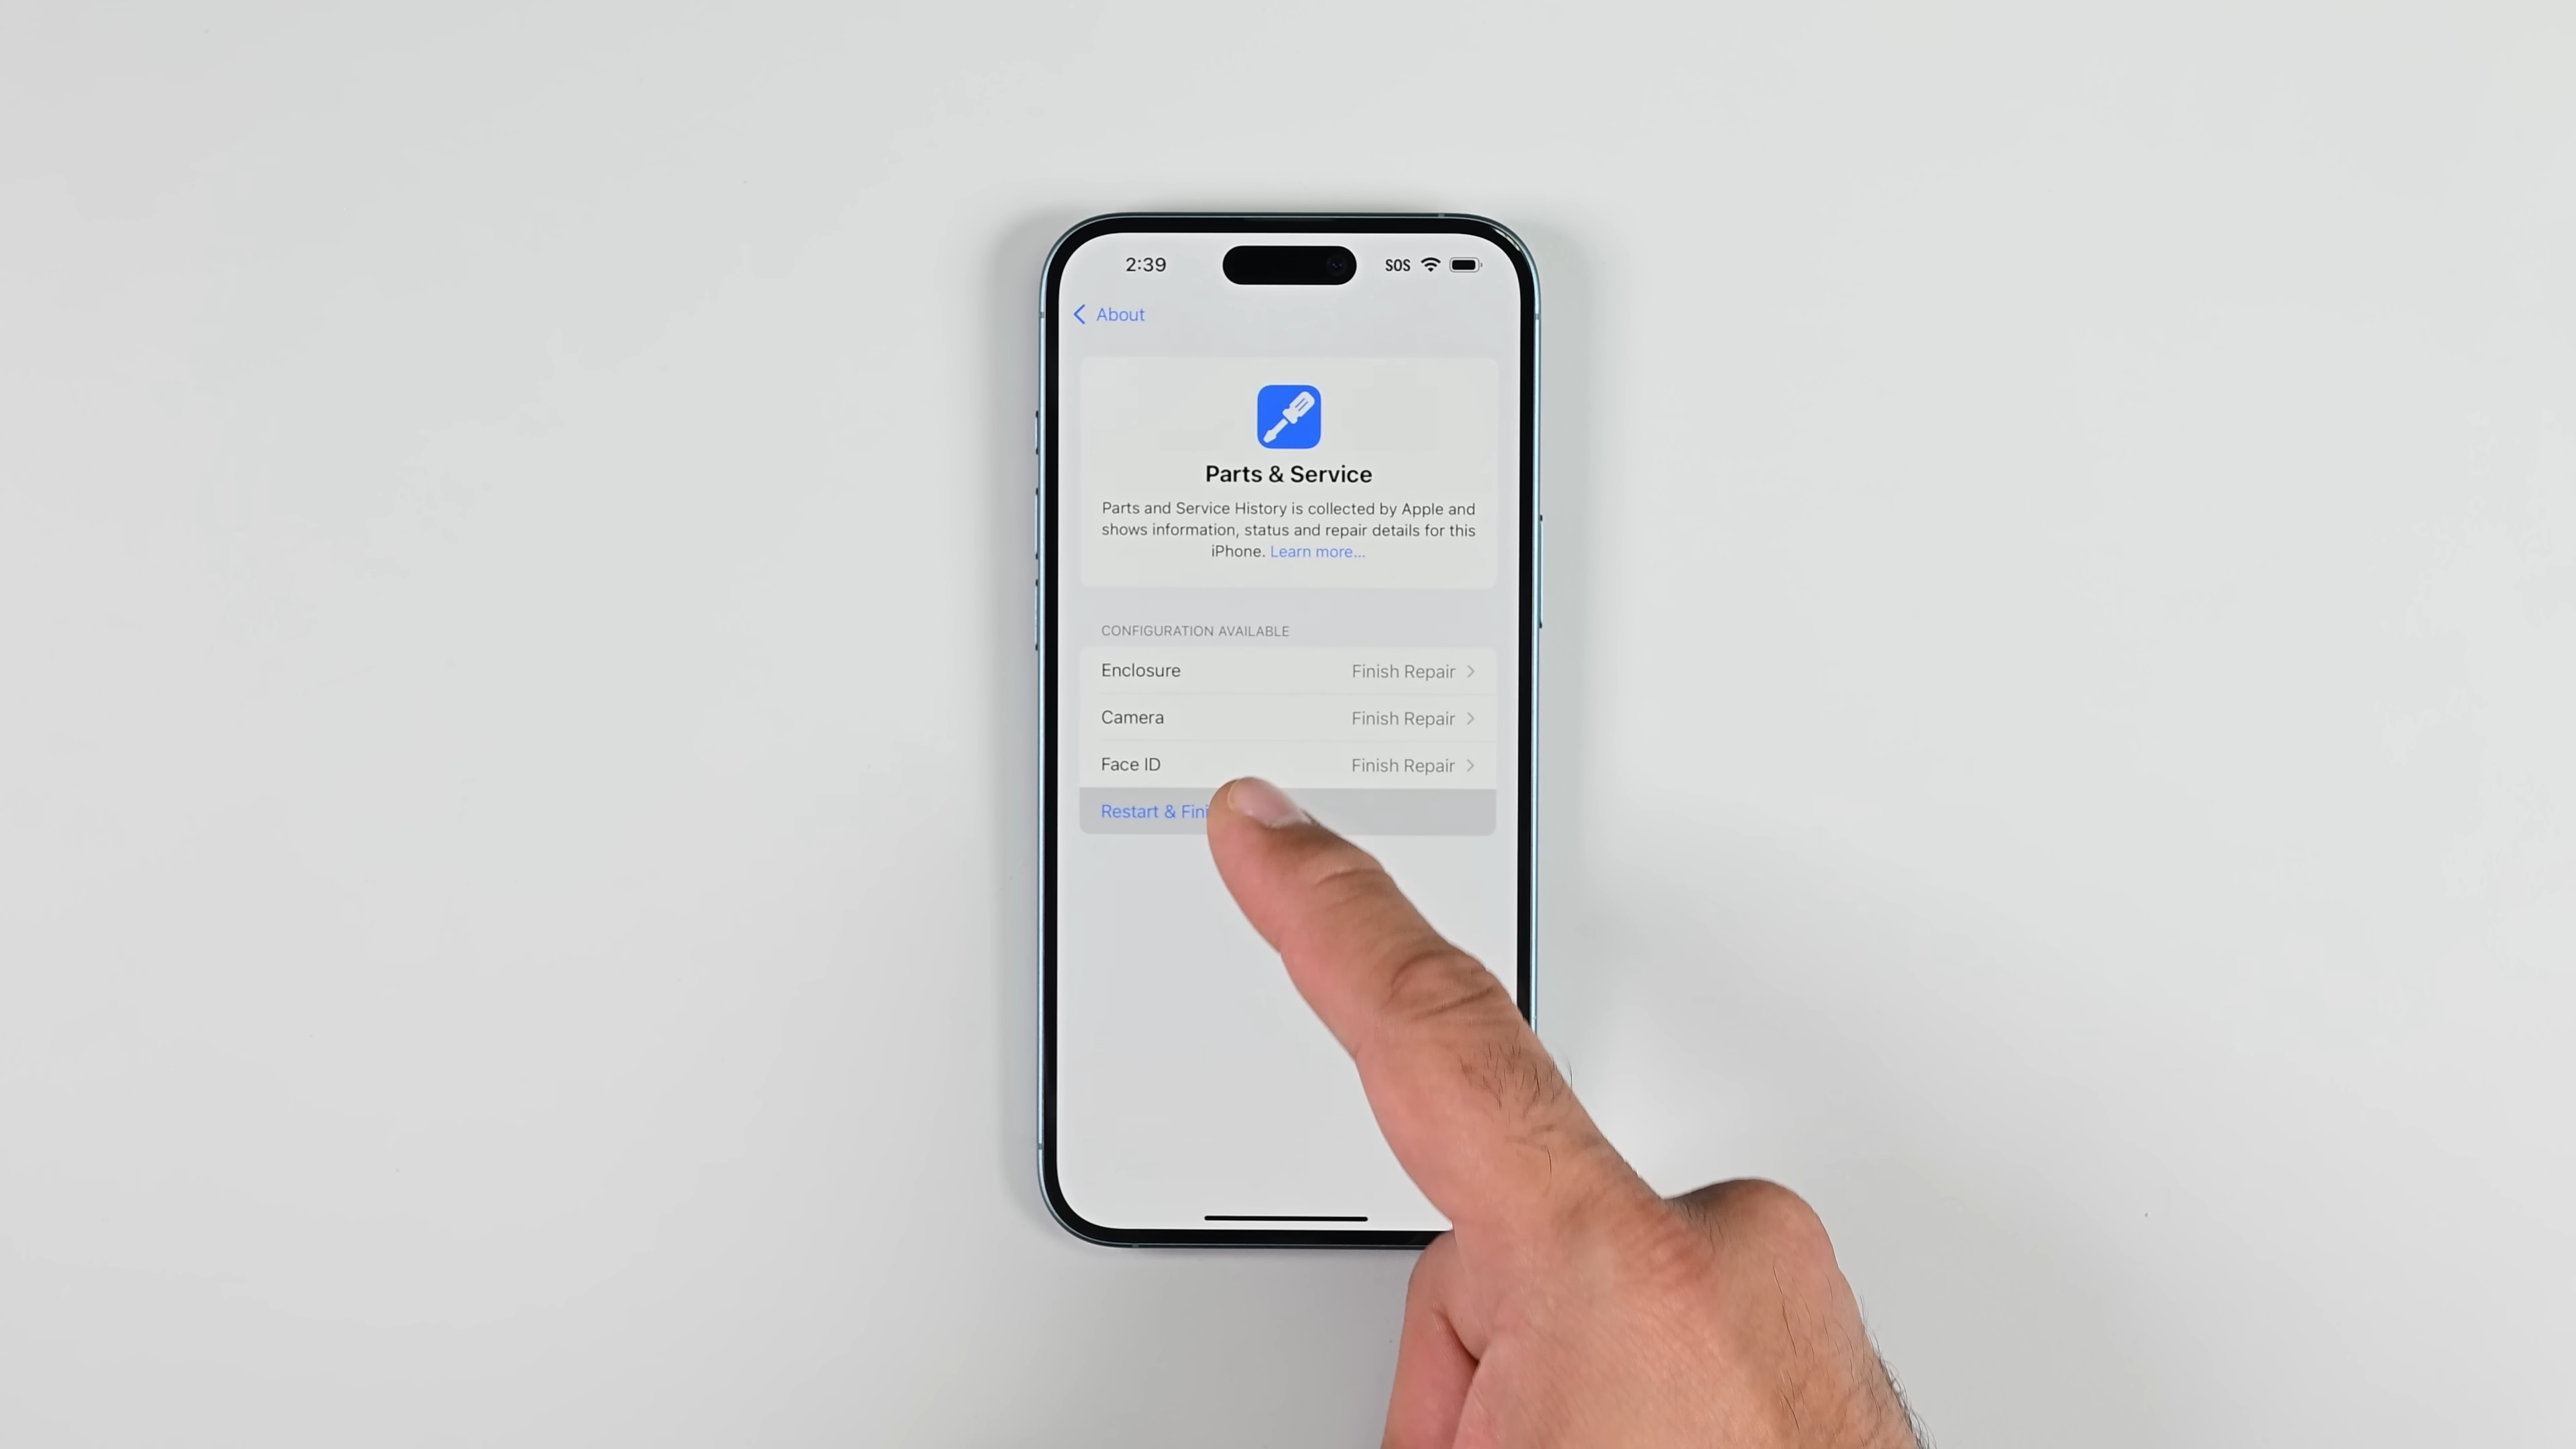 2:39
SOS
About
Parts & Service
Parts and Service History is collected by Apple and
shows information, status and repair details for this
iPhone. Learn more...
CONFIGURATION AVAILABLE
Enclosure Finish Repair
Camera Finish Repair
Face ID Finish Repair
Restart &